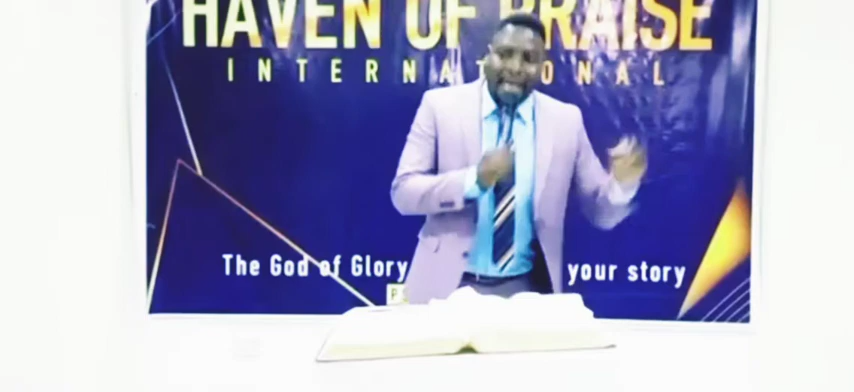 HAVEN OF PRAISE
INTERNATIONAL
The God of Glory your story